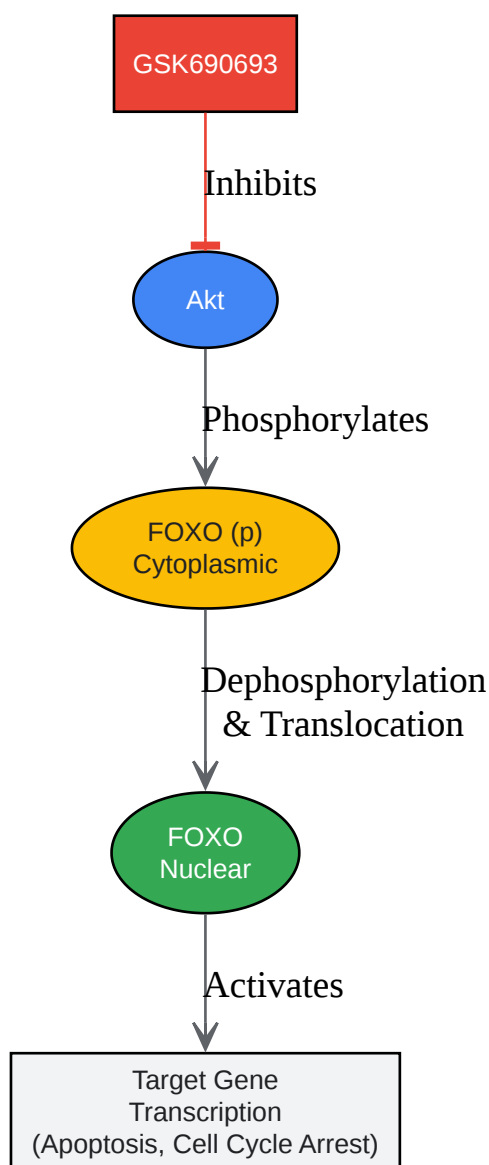 GSK690693
Inhibits
Akt
Phosphorylates
FOXO (p)
Cytoplasmic
Dephosphorylation
& Translocation
FOXO
Nuclear
Activates
Target Gene
Transcription
(Apoptosis, Cell Cycle Arrest)